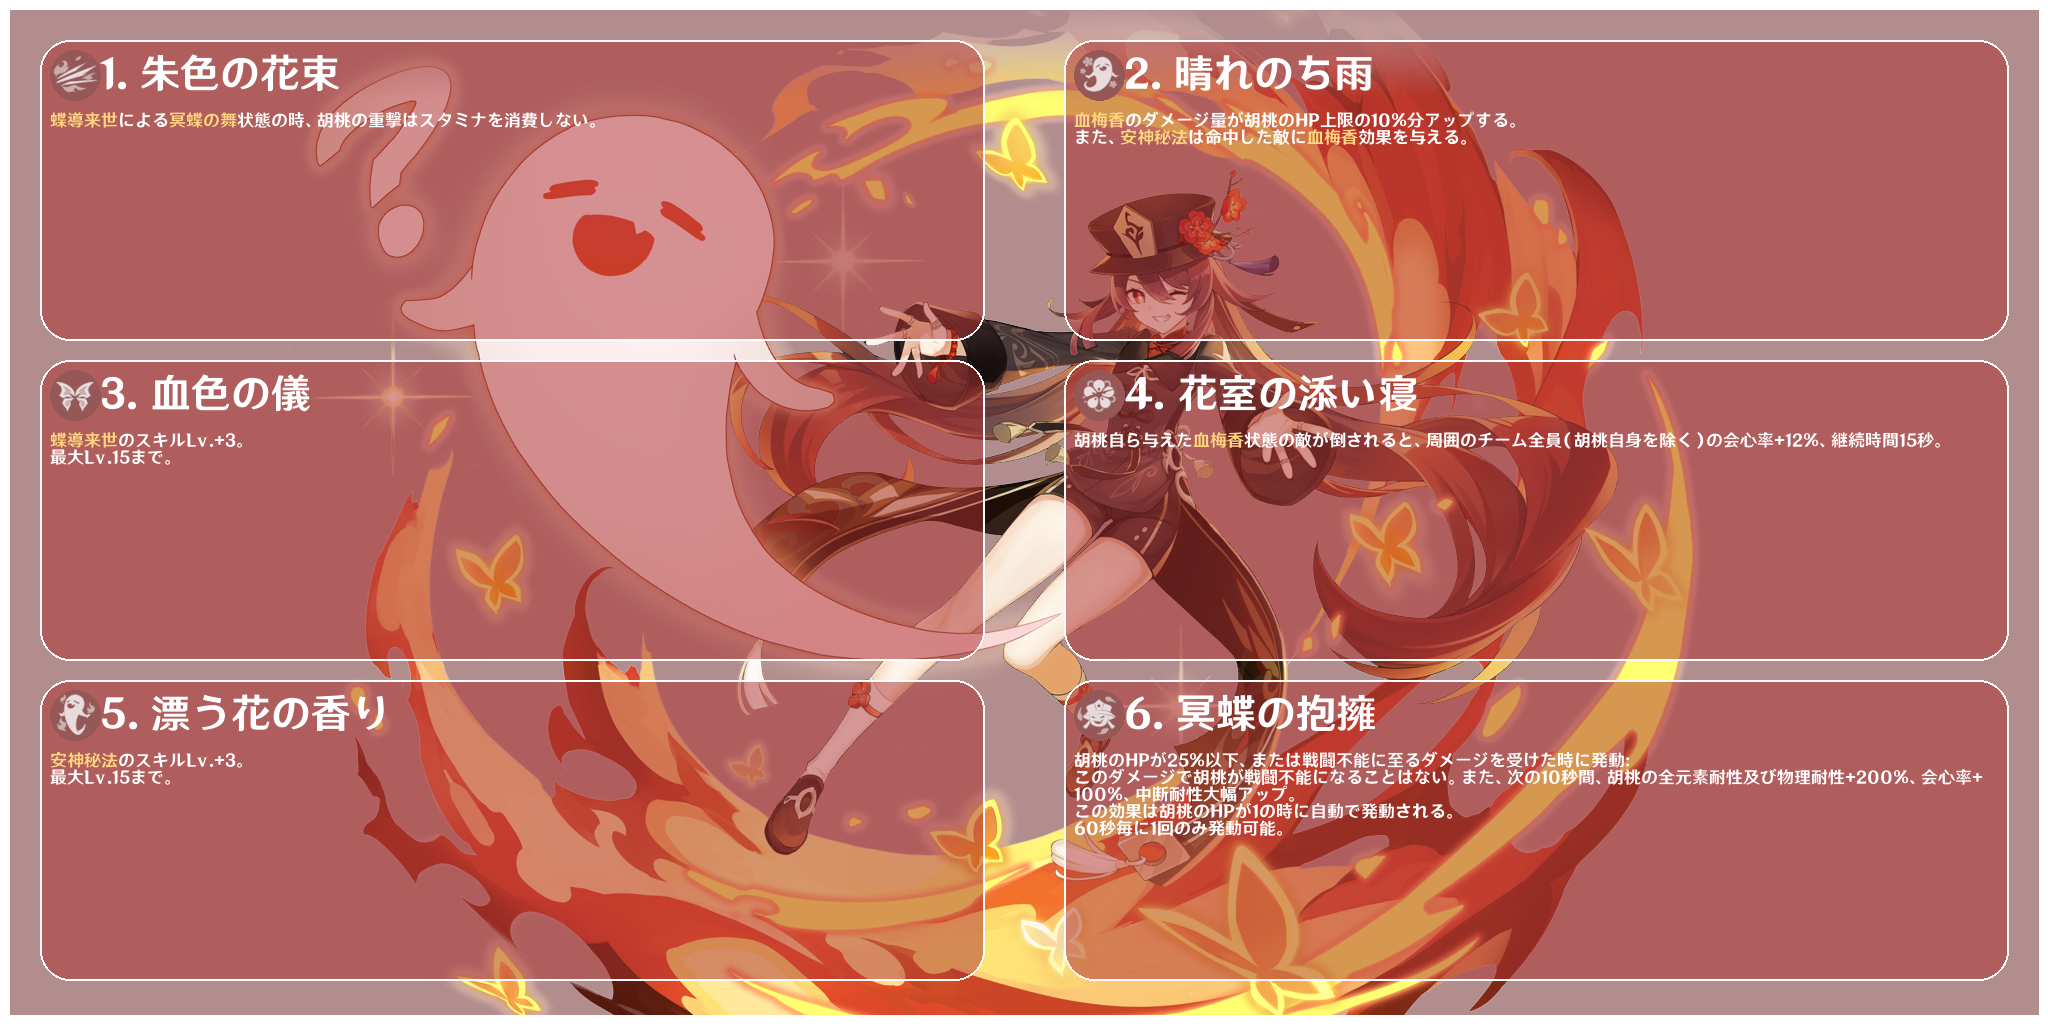 1. 朱色の花束
蝶導来世による冥蝶の舞状態の時、胡桃の重撃はスタミナを消費しない。
2. 晴れのち雨
血梅香のダメージ量が胡桃のHP上限の10%分アップする。
また、安神秘法は命中した敵に血梅香効果を与える。
3. 血色の儀
蝶導来世のスキルLv.+3。
最大Lv.15まで。
4. 花室の添い寝
胡桃自ら与えた血梅香状態の敵が倒されると、周囲のチーム全員(胡桃自身を除く)の会心率+12%、継続時間15秒。
5. 漂う花の香り
安神秘法のスキルLv.+3。
最大Lv.15まで。
6. 冥蝶の抱擁
胡桃のHPが25%以下、または戦闘不能に至るダメージを受けた時に発動:
このダメージで胡桃が戦闘不能になることはない。また、次の10秒間、胡桃の全元素耐性及び物理耐性+200%、会心率+
100%、中断耐性大幅アップ。
この効果は胡桃のHPが1の時に自動で発動される。
60秒毎に1回のみ発動可能。